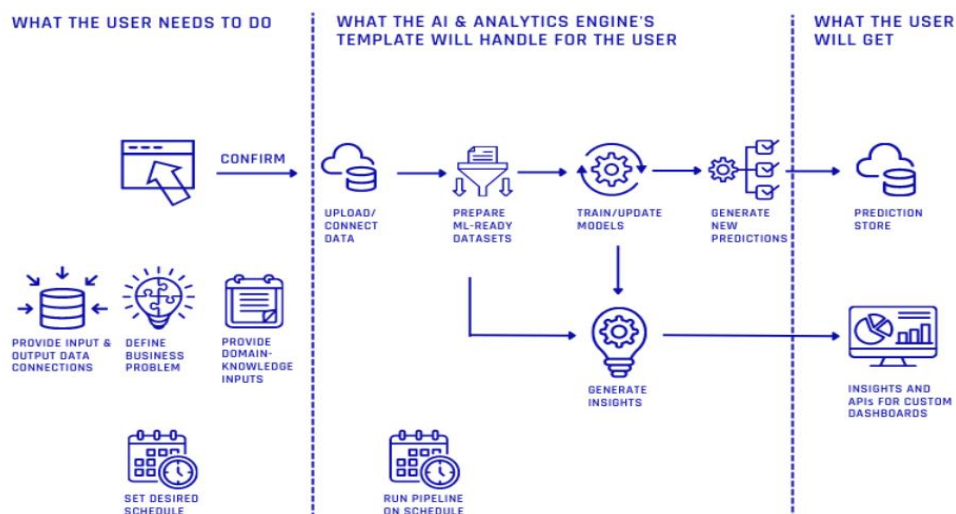 WHAT THE USER NEEDS TO DO
WHAT THE AI & ANALYTICS ENGINE'S
TEMPLATE WILL HANDLE FOR THE USER
WHAT THE USER
WILL GET
CONFIRM
UPLOAD/
CONNECT
DATA
PREPARE
ML-READY
DATASETS
TRAIN/UPDATE
MODELS
GENERATE
NEW
PREDICTIONS
PREDICTION
STORE
PROVIDE INPUT &
OUTPUT DATA
CONNECTIONS
DEFINE
BUSINESS
PROBLEM
PROVIDE
DOMAIN-
KNOWLEDGE
INPUTS
GENERATE
INSIGHTS
INSIGHTS AND
APIs FOR CUSTOM
DASHBOARDS
SET DESIRED
SCHEDULE
RUN PIPELINE
ON SCHEDULE